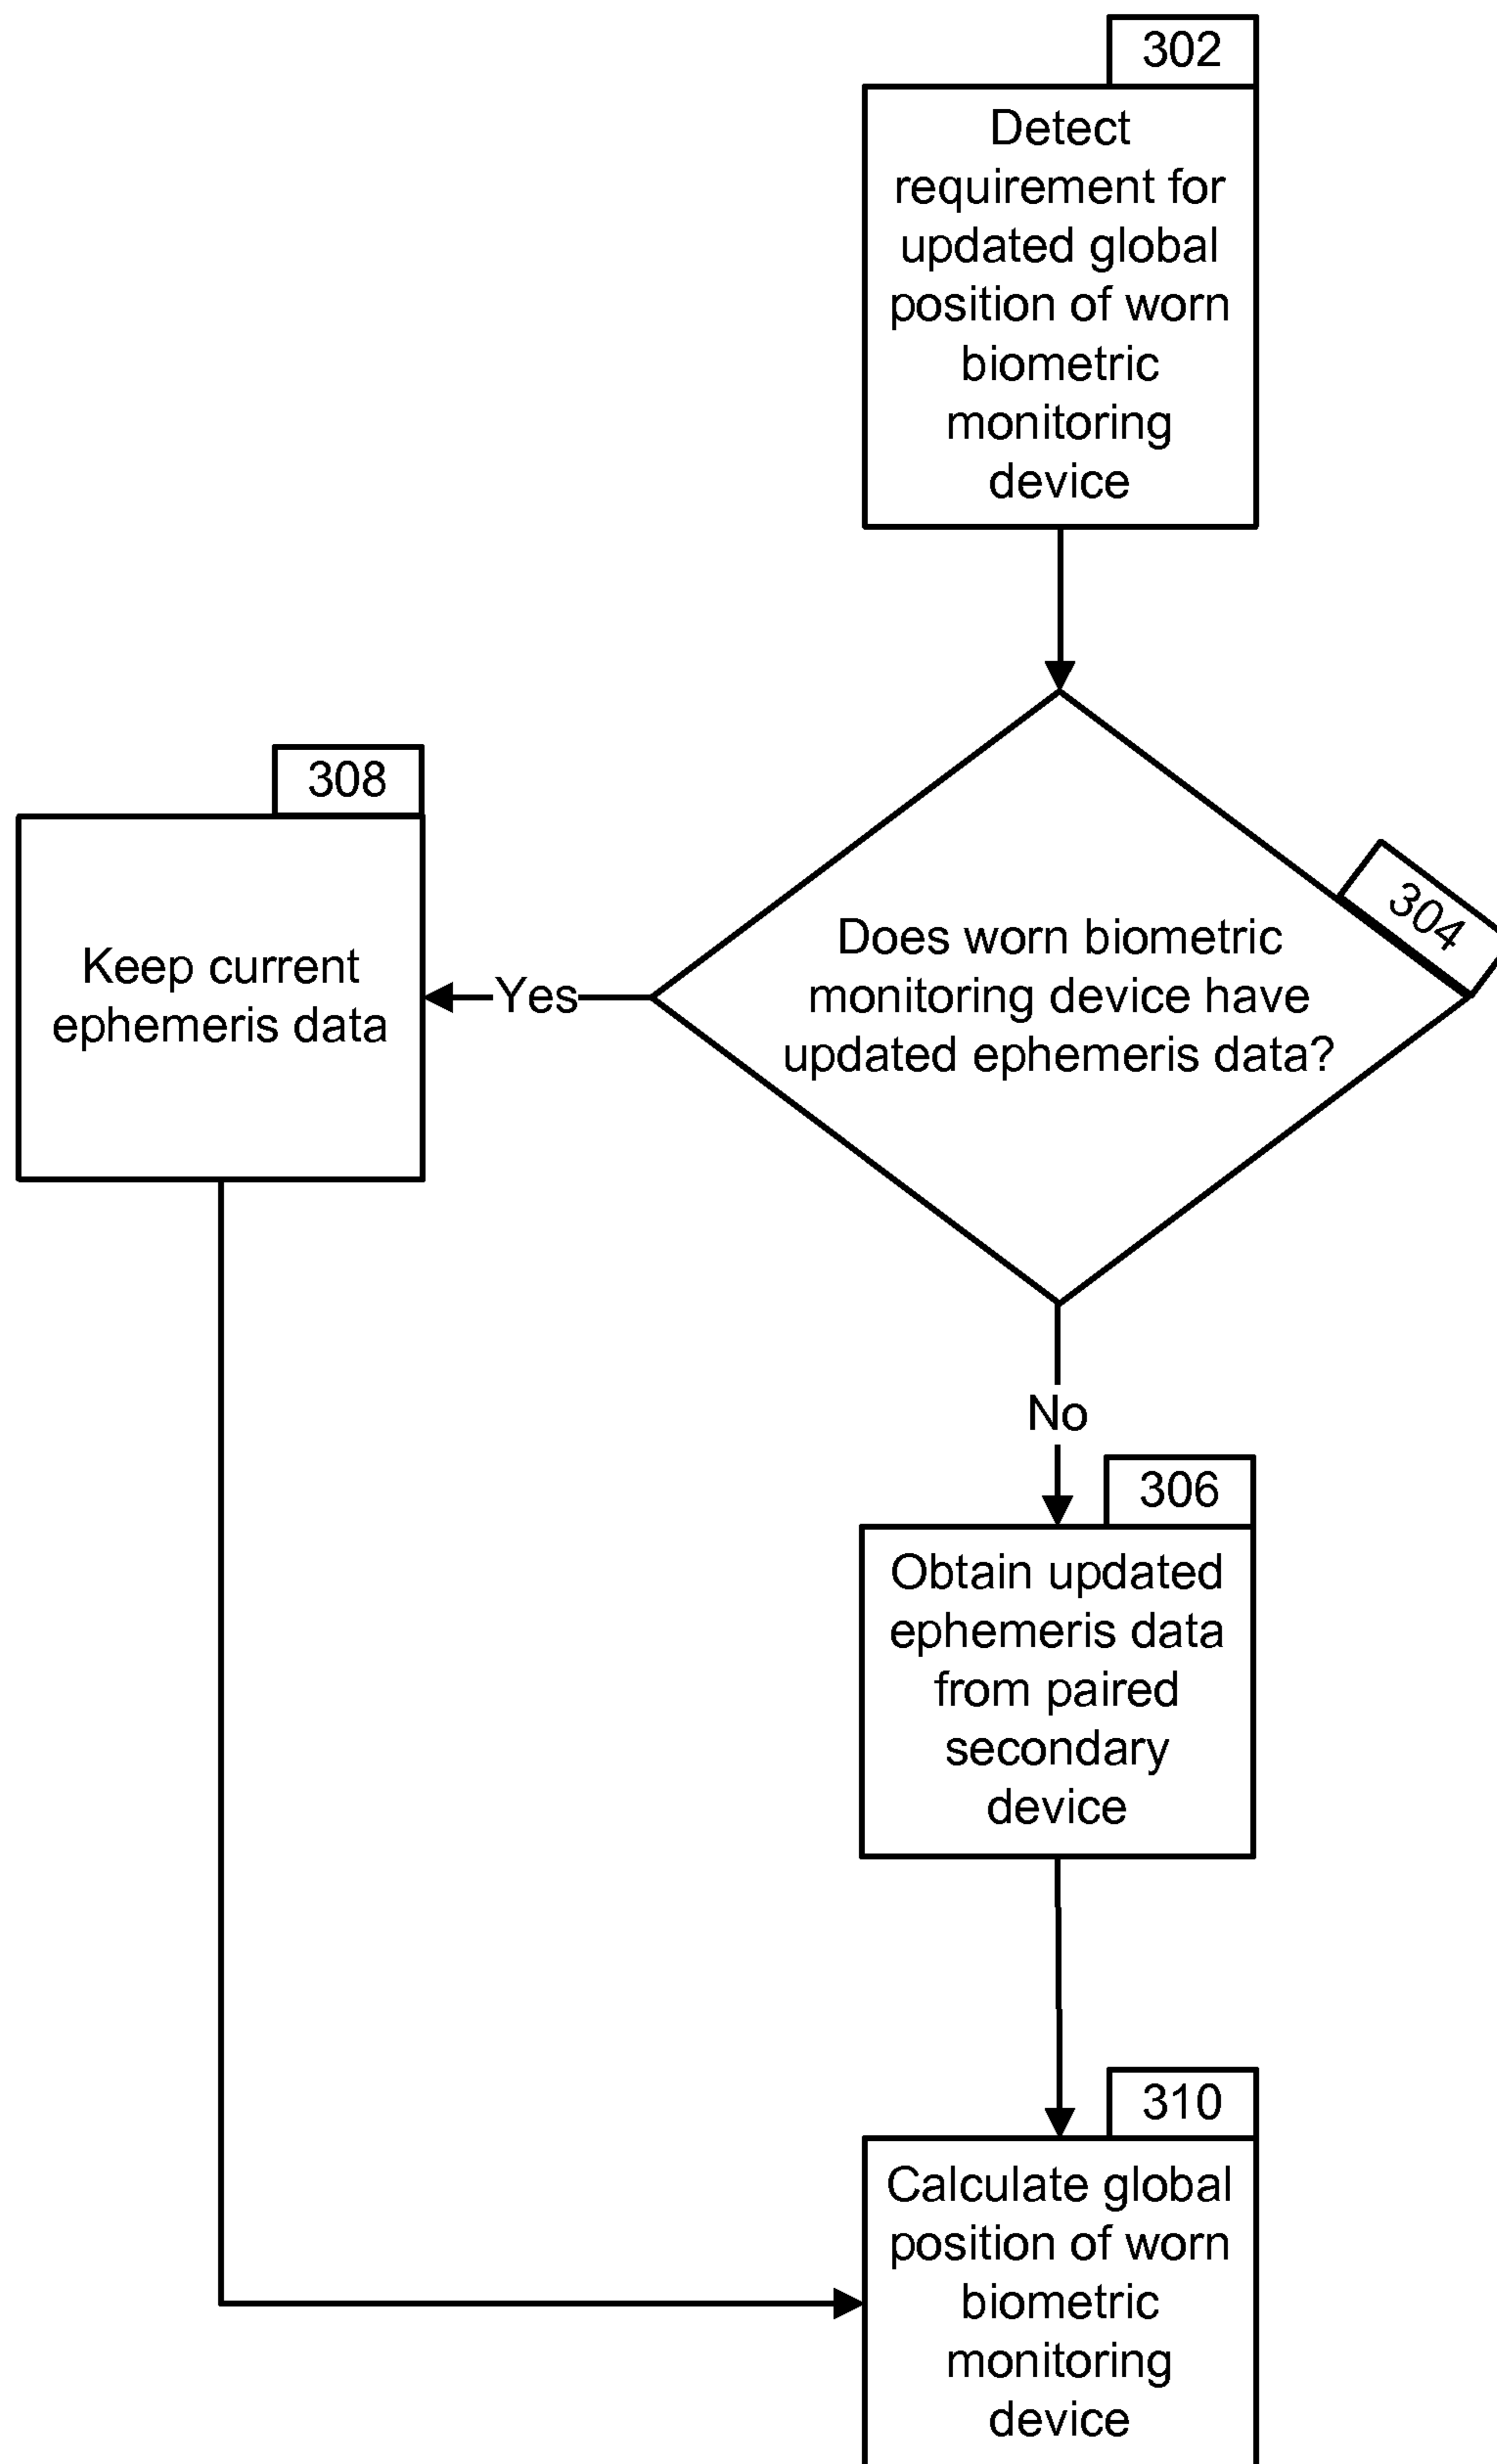 302
Detect
requirement for
updated global
position of worn
biometric
monitoring
device
304
Does worn biometric
monitoring device have
updated ephemeris data?
Yes
308
Keep current
ephemeris data
No
306
Obtain updated
ephemeris data
from paired
secondary
device
310
Calculate global
position of worn
biometric
monitoring
device